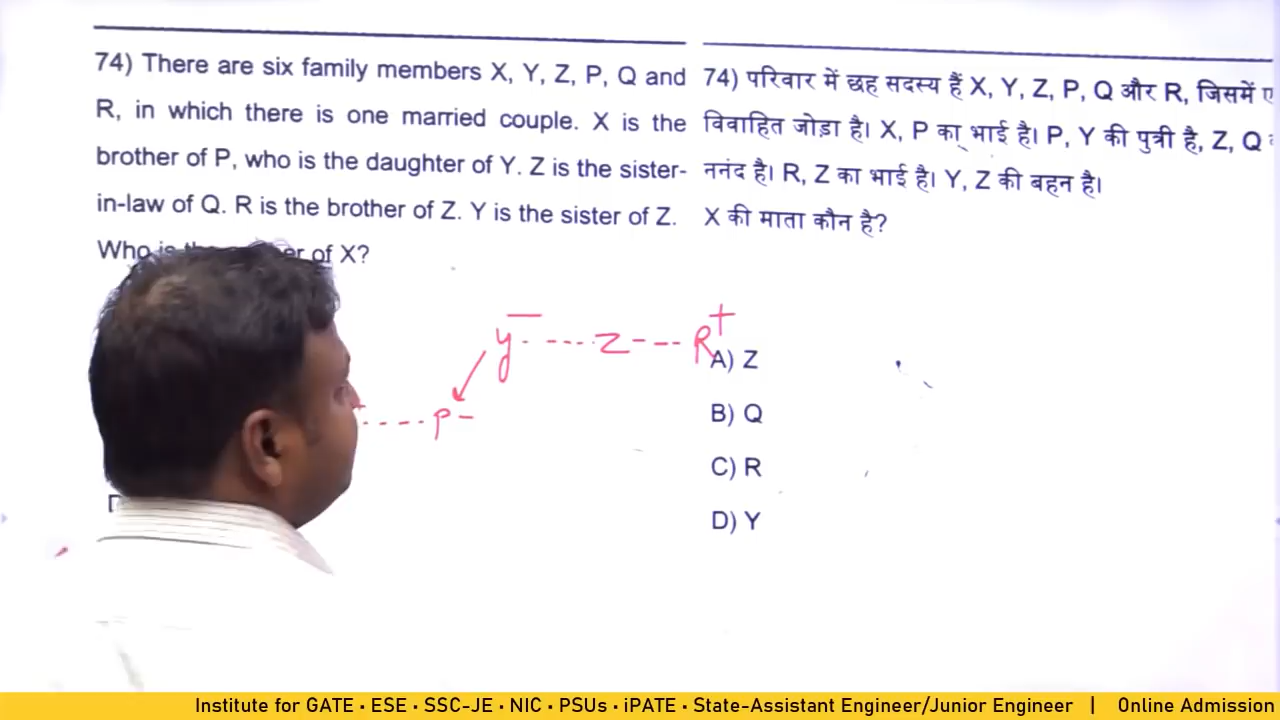 74) There are six family members X, Y, Z, P, Q and
R, in which there is one married couple. X is the
brother of P, who is the daughter of Y. Z is the sister-
in-law of Q. R is the brother of Z. Y is the sister of Z.
Who is of X?
74) परिवार में छह सदस्य हैं X, Y, Z, P, Q और R, जिसमें
विवाहित जोड़ा है। X, P का भाई है। P, Y की पुत्री है, Z, Q
ननंद है। R, Z का भाई है। Y, Z की बहन है।
X की माता कौन है?
y − ---- Z --- R +
---- P −
A) Z
B) Q
C) R
D) Y
Institute for GATE • ESE • SSC-JE • NIC • PSUs • iPATE • State-Assistant Engineer/Junior Engineer | Online Admission